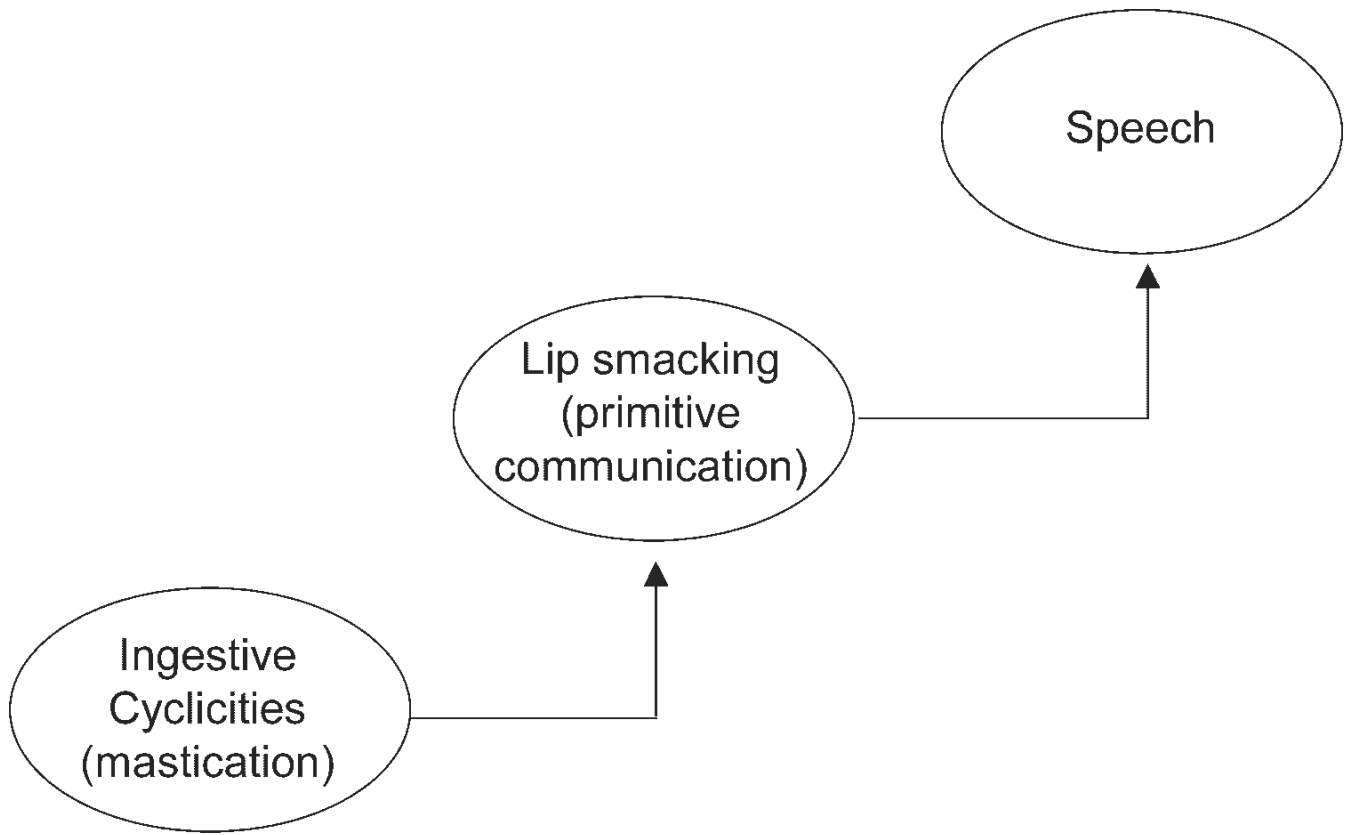 Speech
Lip smacking
(primitive
communication)
Ingestive
Cyclicities
(mastication)